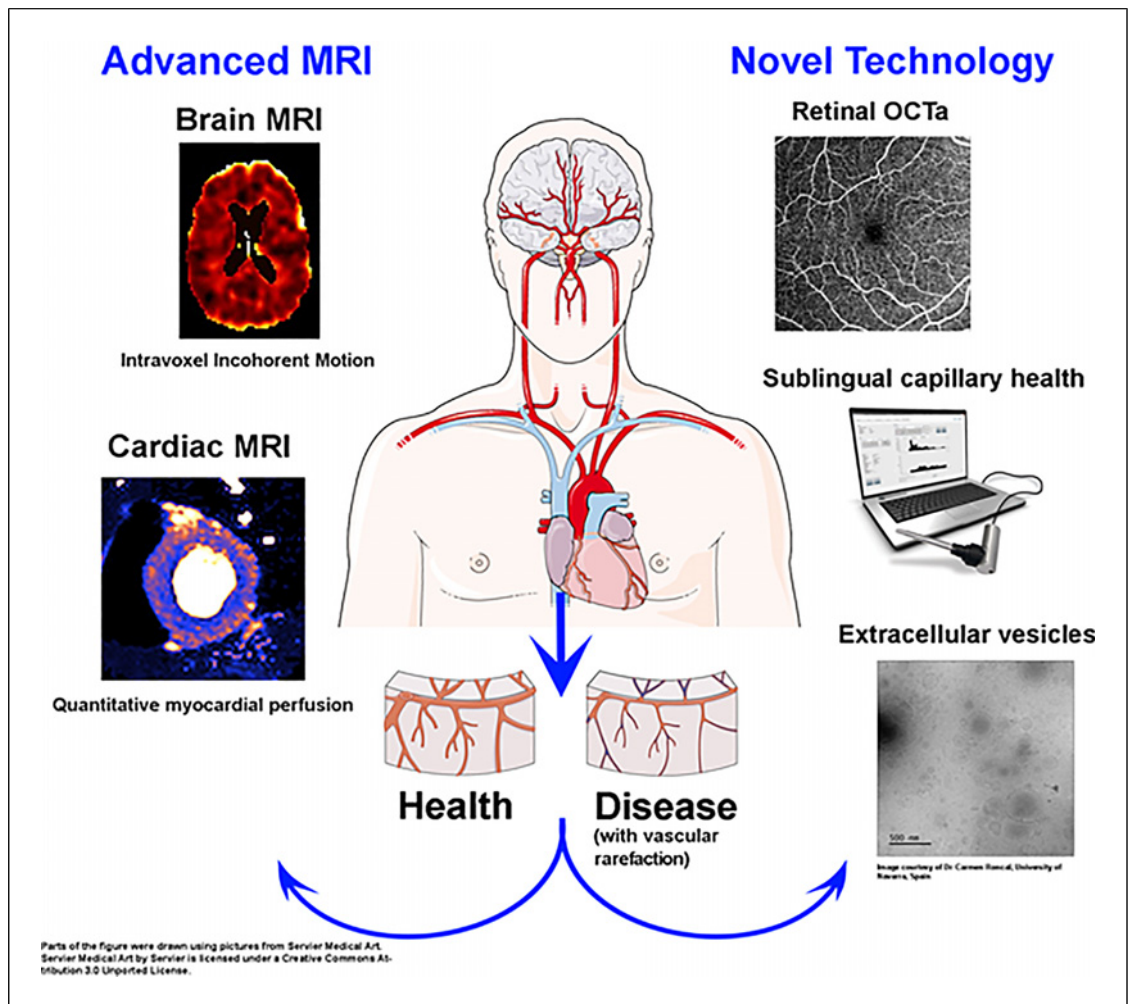 Advanced MRI
Novel Technology
Brain MRI
Intravoxel Incohorent Motion
Cardiac MRI
Quantitative myocardial perfusion
Retinal OCTa
Sublingual capillary health
Extracellular vesicles
500 nm
Image courtesy of Dr Carmen Roncal, University of
Navarra, Spain
Health
Disease
(with vascular
rarefaction)
Parts of the figure were drawn using pictures from Servier Medical Art.
Servier Medical Art by Servier is licensed under a Creative Commons At-
tribution 3.0 Unported License.